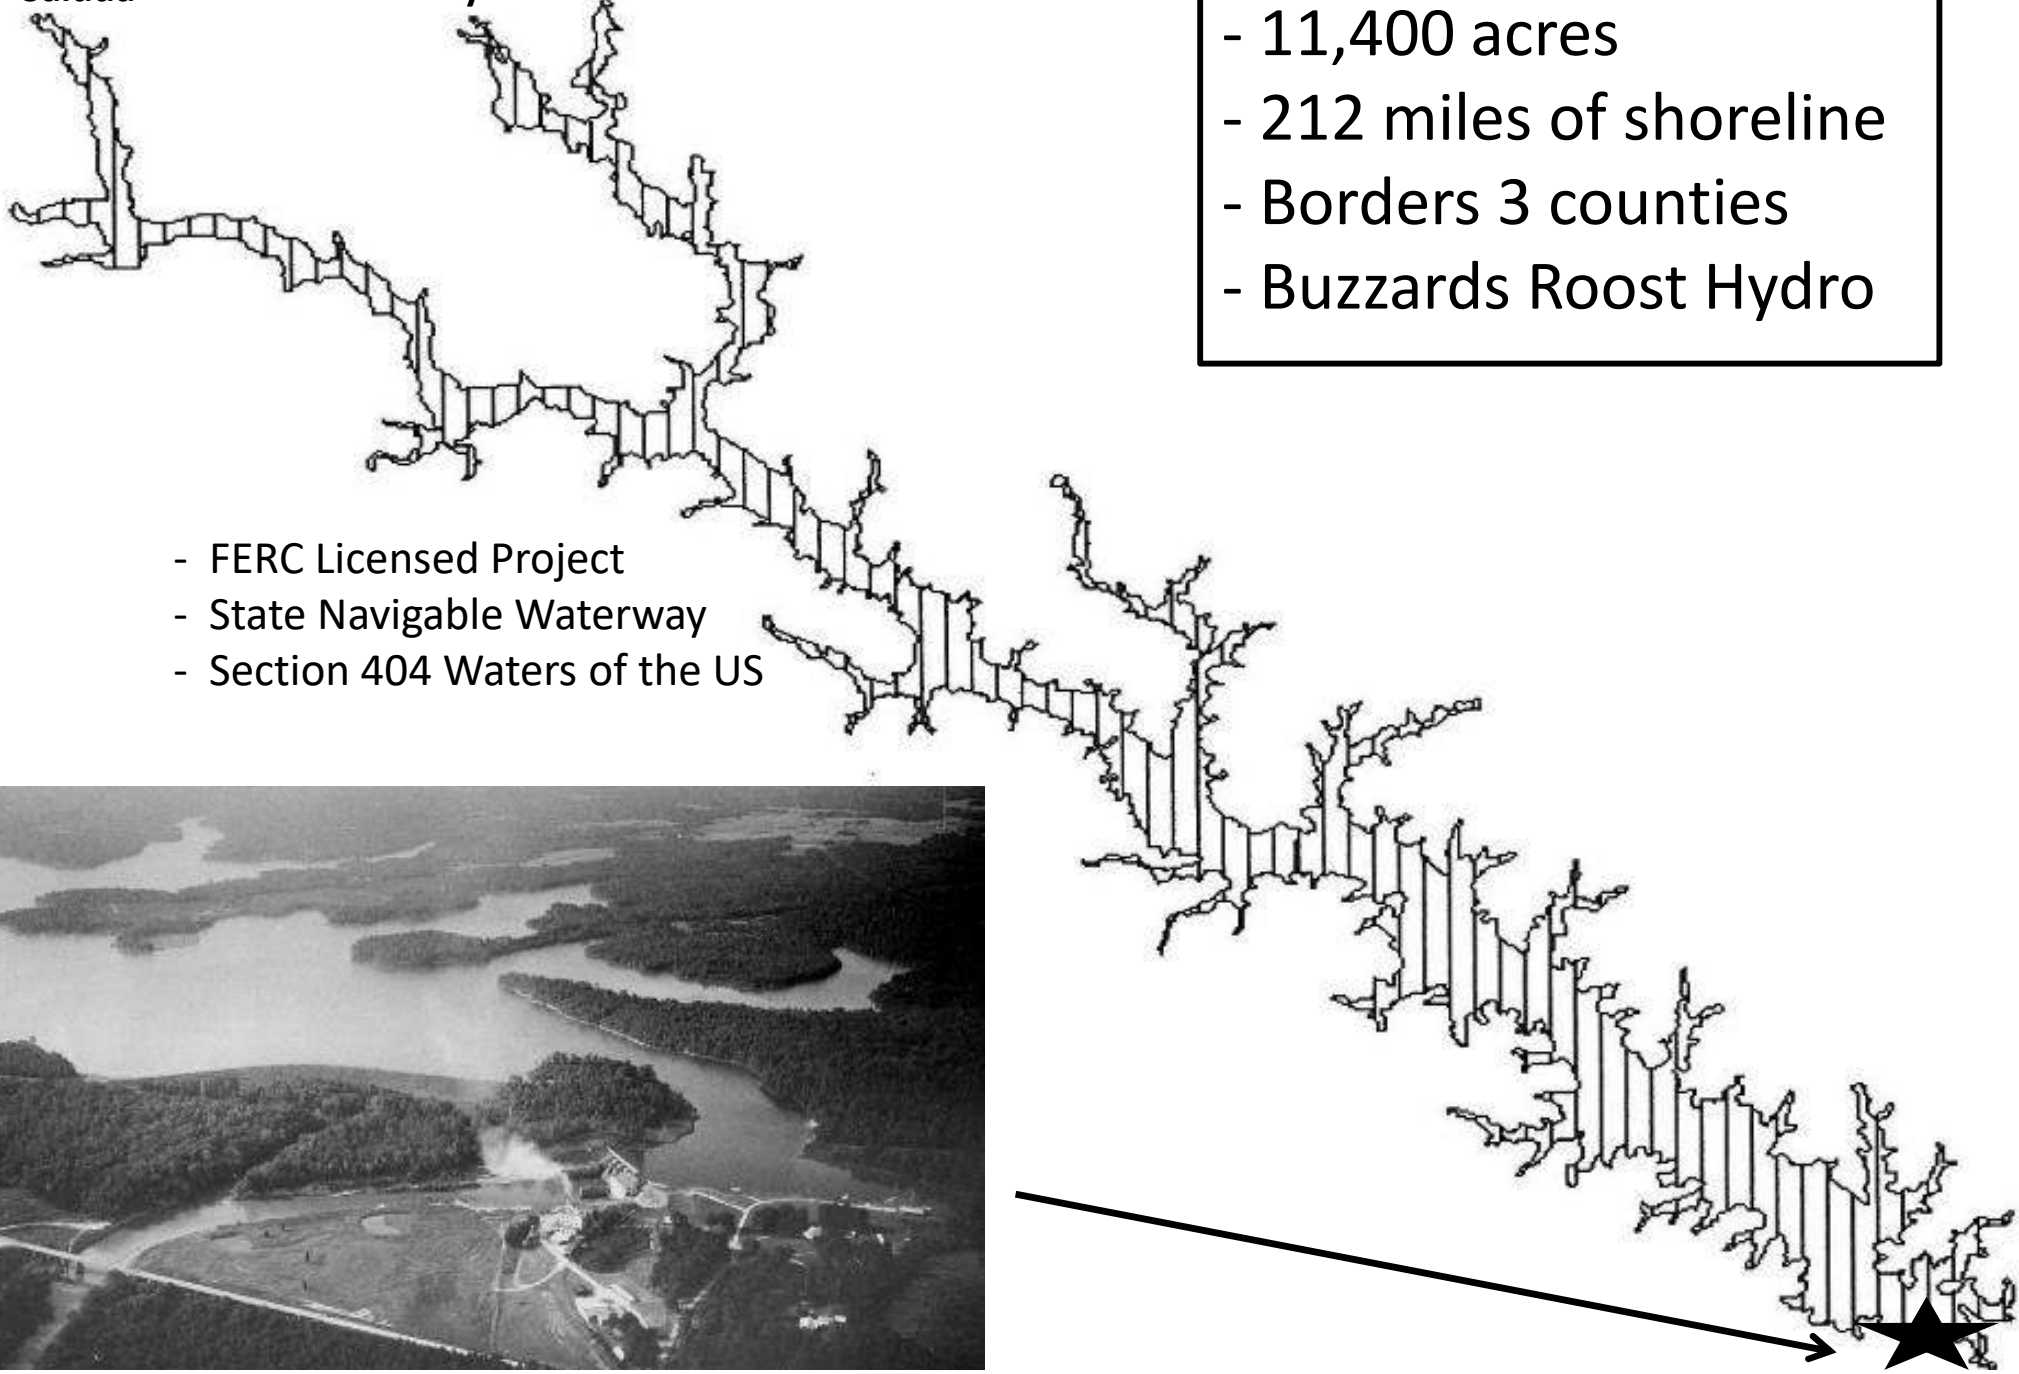 - 11,400 acres
- 212 miles of shoreline
- Borders 3 counties
- Buzzards Roost Hydro
- FERC Licensed Project
- State Navigable Waterway
- Section 404 Waters of the US